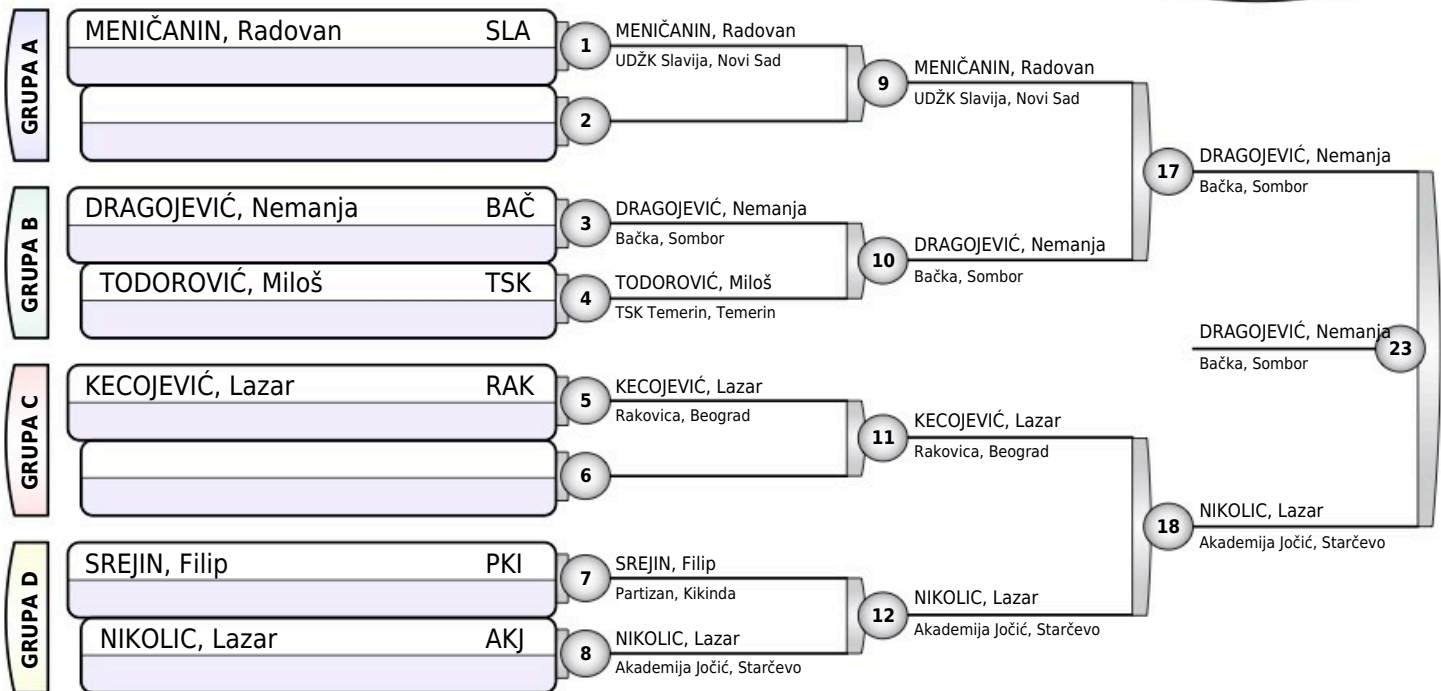 GRUPA A
MENIČANIN, Radovan SLA
1
MENIČANIN, Radovan
UDŽK Slavija, Novi Sad
2
9
MENIČANIN, Radovan
UDŽK Slavija, Novi Sad
GRUPA B
DRAGOJEVIĆ, Nemanja BAČ
3
DRAGOJEVIĆ, Nemanja
Bačka, Sombor
TODOROVIĆ, Miloš TSK
4
TODOROVIĆ, Miloš
TSK Temerin, Temerin
10
DRAGOJEVIĆ, Nemanja
Bačka, Sombor
17
DRAGOJEVIĆ, Nemanja
Bačka, Sombor
GRUPA C
KECOJEVIĆ, Lazar RAK
5
KECOJEVIĆ, Lazar
Rakovica, Beograd
6
11
KECOJEVIĆ, Lazar
Rakovica, Beograd
GRUPA D
SREJIN, Filip PKI
7
SREJIN, Filip
Partizan, Kikinda
NIKOLIC, Lazar AKJ
8
NIKOLIC, Lazar
Akademija Jočić, Starčevo
12
NIKOLIC, Lazar
Akademija Jočić, Starčevo
18
NIKOLIC, Lazar
Akademija Jočić, Starčevo
DRAGOJEVIĆ, Nemanja
23
Bačka, Sombor